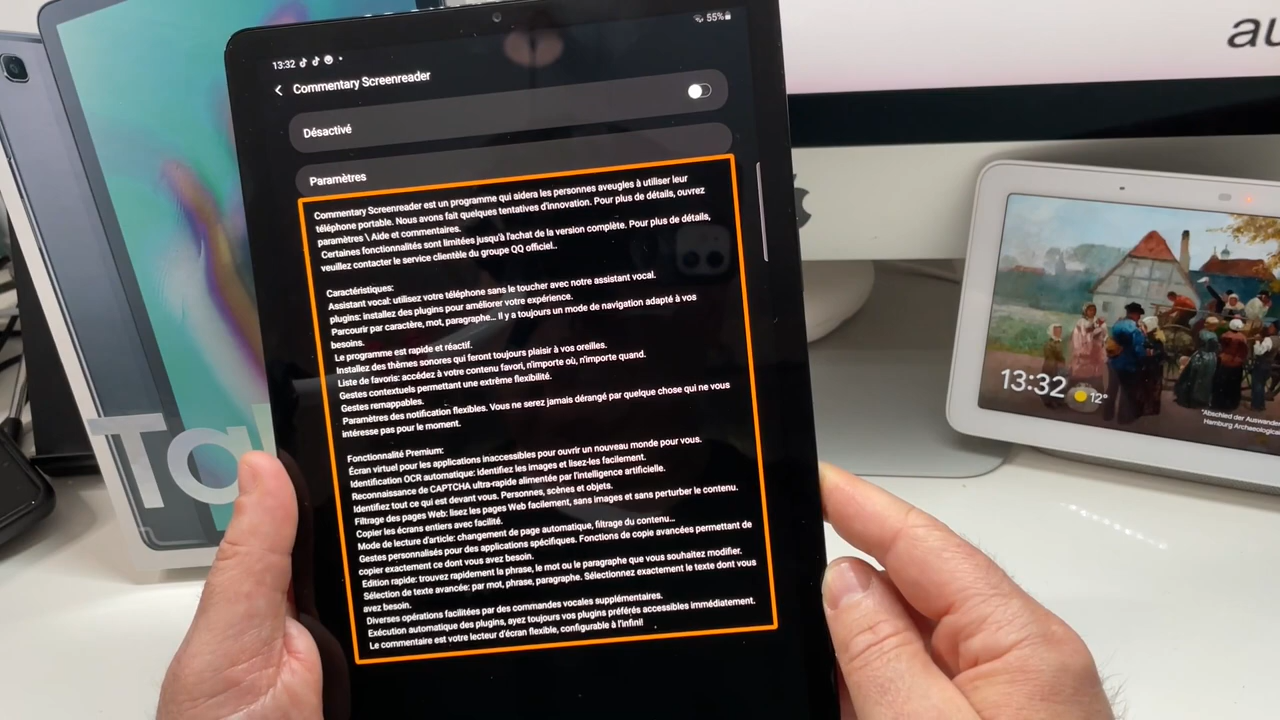 13:32
55%
Commentary Screenreader
Désactivé
Paramètres
Commentary Screenreader est un programme qui aidera les personnes aveugles à utiliser leur
téléphone portable. Nous avons fait quelques tentatives d'innovation. Pour plus de détails, ouvrez
paramètres \ Aide et commentaires.
Certaines fonctionnalités sont limitées jusqu'à l'achat de la version complète. Pour plus de détails,
veuillez contacter le service clientèle du groupe QQ officiel..
Caractéristiques:
Assistant vocal: utilisez votre téléphone sans le toucher avec notre assistant vocal.
plugins: installez des plugins pour améliorer votre expérience.
Parcourir par caractère, mot, paragraphe... Il y a toujours un mode de navigation adapté à vos
besoins.
Le programme est rapide et réactif.
Installez des thèmes sonores qui feront toujours plaisir à vos oreilles.
Liste de favoris: accédez à votre contenu favori, n'importe où, n'importe quand.
Gestes contextuels permettant une extrême flexibilité.
Gestes remappables.
Paramètres des notification flexibles. Vous ne serez jamais dérangé par quelque chose qui ne vous
intéresse pas pour le moment.
Fonctionnalité Premium:
Écran virtuel pour les applications inaccessibles pour ouvrir un nouveau monde pour vous.
Identification OCR automatique: identifiez les images et lisez-les facilement.
Reconnaissance de CAPTCHA ultra-rapide alimentée par l'intelligence artificielle.
Identifiez tout ce qui est devant vous. Personnes, scènes et objets.
Filtrage des pages Web: lisez les pages Web facilement, sans images et sans perturber le contenu.
Copier les écrans entiers avec facilité.
Mode de lecture d'article: changement de page automatique, filtrage du contenu...
Gestes personnalisés pour des applications spécifiques. Fonctions de copie avancées permettant de
copier exactement ce dont vous avez besoin.
Edition rapide: trouvez rapidement la phrase, le mot ou le paragraphe que vous souhaitez modifier.
Sélection de texte avancée: par mot, phrase, paragraphe. Sélectionnez exactement le texte dont vous
avez besoin.
Diverses opérations facilitées par des commandes vocales supplémentaires.
Exécution automatique des plugins, ayez toujours vos plugins préférés accessibles immédiatement.
Le commentaire est votre lecteur d'écran flexible, configurable à l'infini!
Ta
au
13:32
12°
"Abschied der Auswande
Hamburg Archaeologica